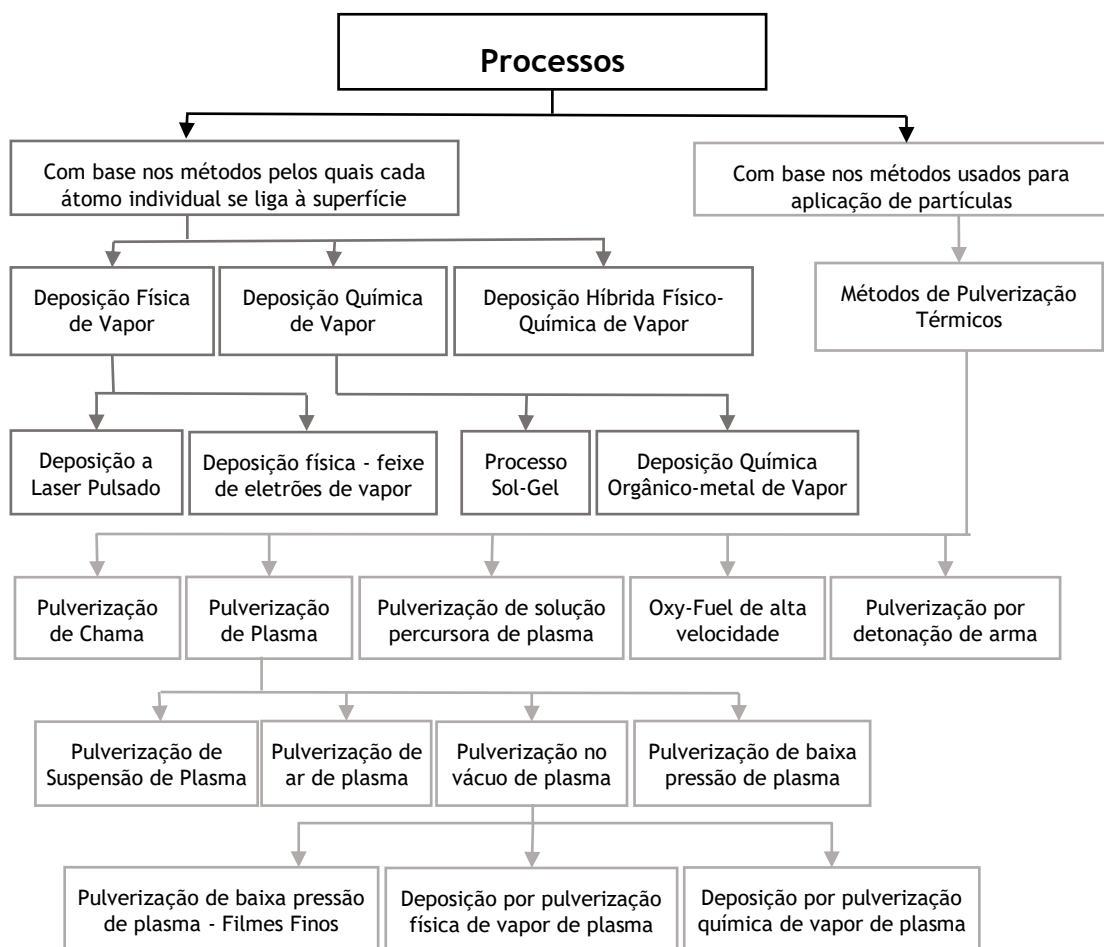 Processos
Com base nos métodos pelos quais cada
átomo individual se liga à superfície
Com base nos métodos usados para
aplicação de partículas
Deposição Física
de Vapor
Deposição Química
de Vapor
Deposição Híbrida Físico-
Química de Vapor
Métodos de Pulverização
Térmicos
Deposição a
Laser Pulsado
Deposição física - feixe
de eletrões de vapor
Processo
Sol-Gel
Deposição Química
Orgânico-metal de Vapor
Pulverização
de Chama
Pulverização
de Plasma
Pulverização de solução
percursora de plasma
Oxy-Fuel de alta
velocidade
Pulverização por
detonação de arma
Pulverização de
Suspensão de Plasma
Pulverização de
ar de plasma
Pulverização no
vácuo de plasma
Pulverização de baixa
pressão de plasma
Pulverização de baixa pressão
de plasma - Filmes Finos
Deposição por pulverização
física de vapor de plasma
Deposição por pulverização
química de vapor de plasma